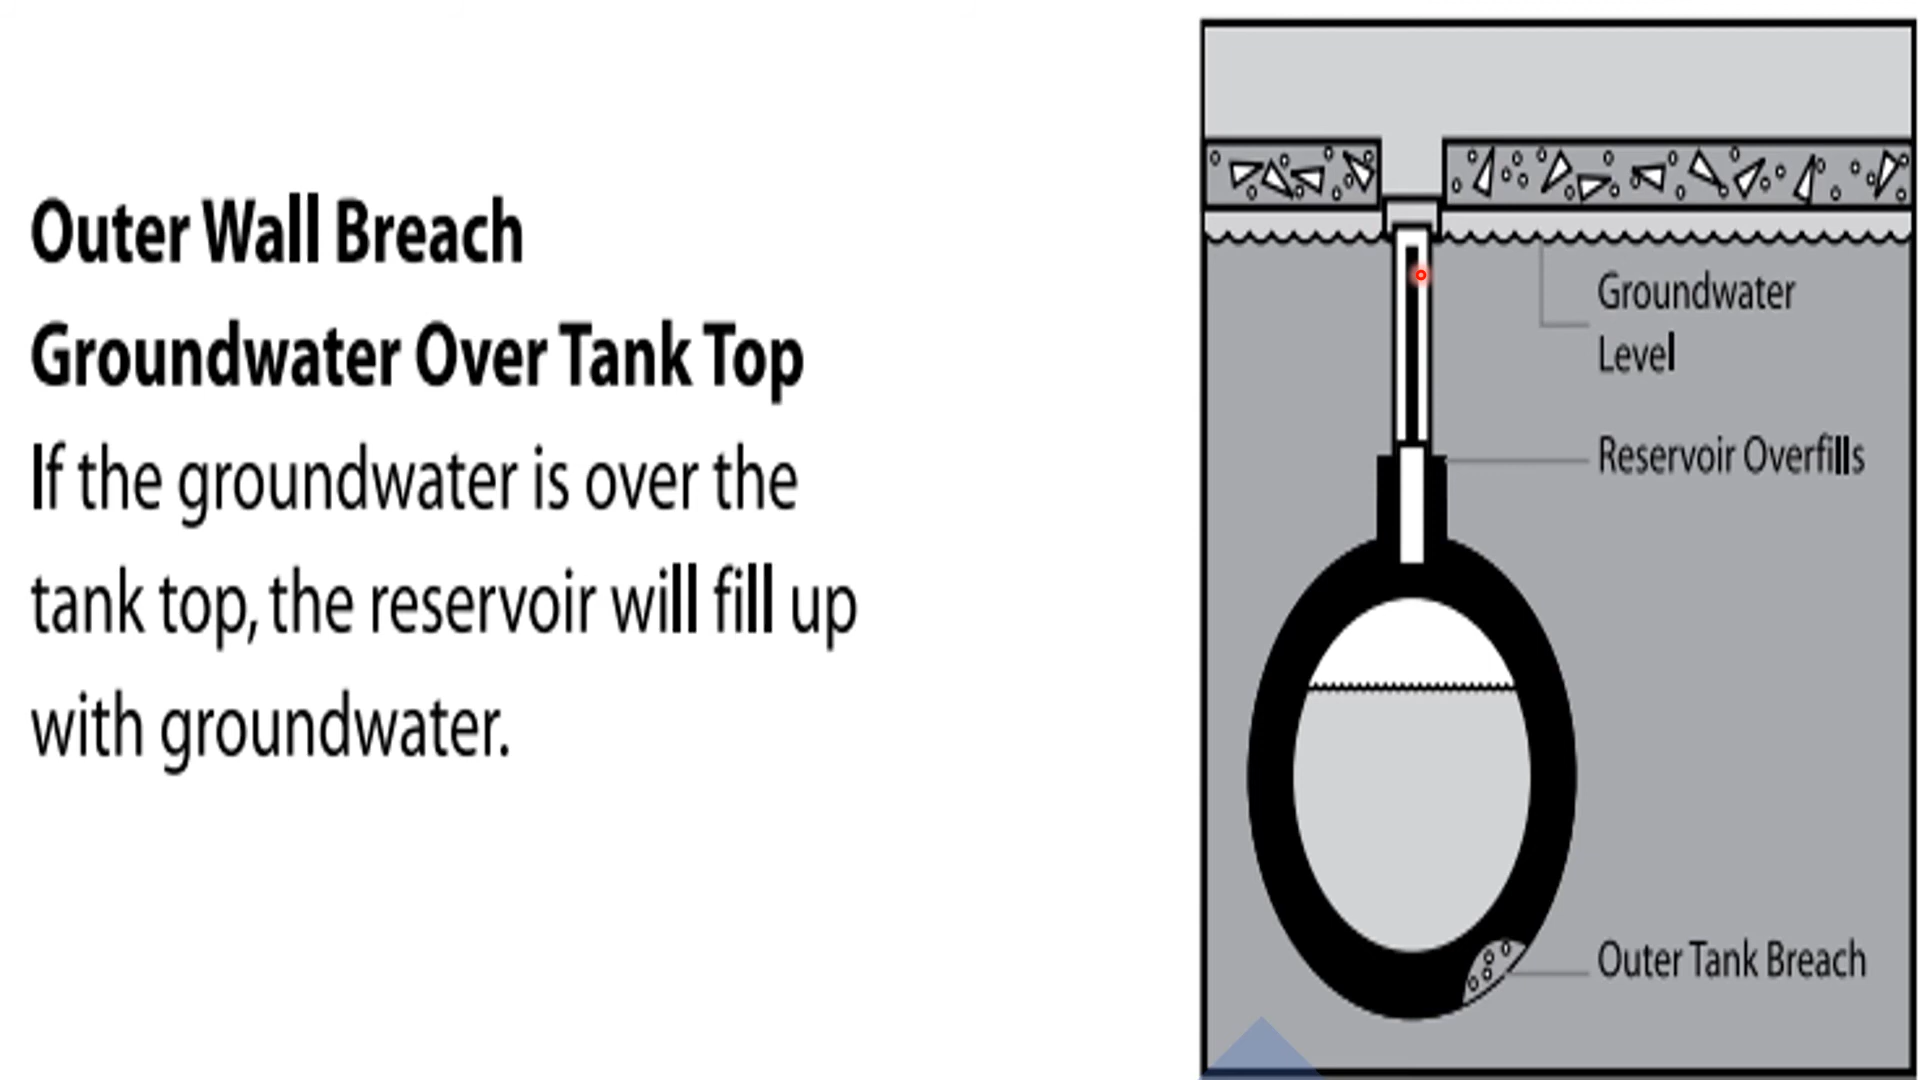 Outer Wall Breach
Groundwater Over Tank Top
If the groundwater is over the
tank top, the reservoir will fill up
with groundwater.
Groundwater
Level
Reservoir Overfills
Outer Tank Breach